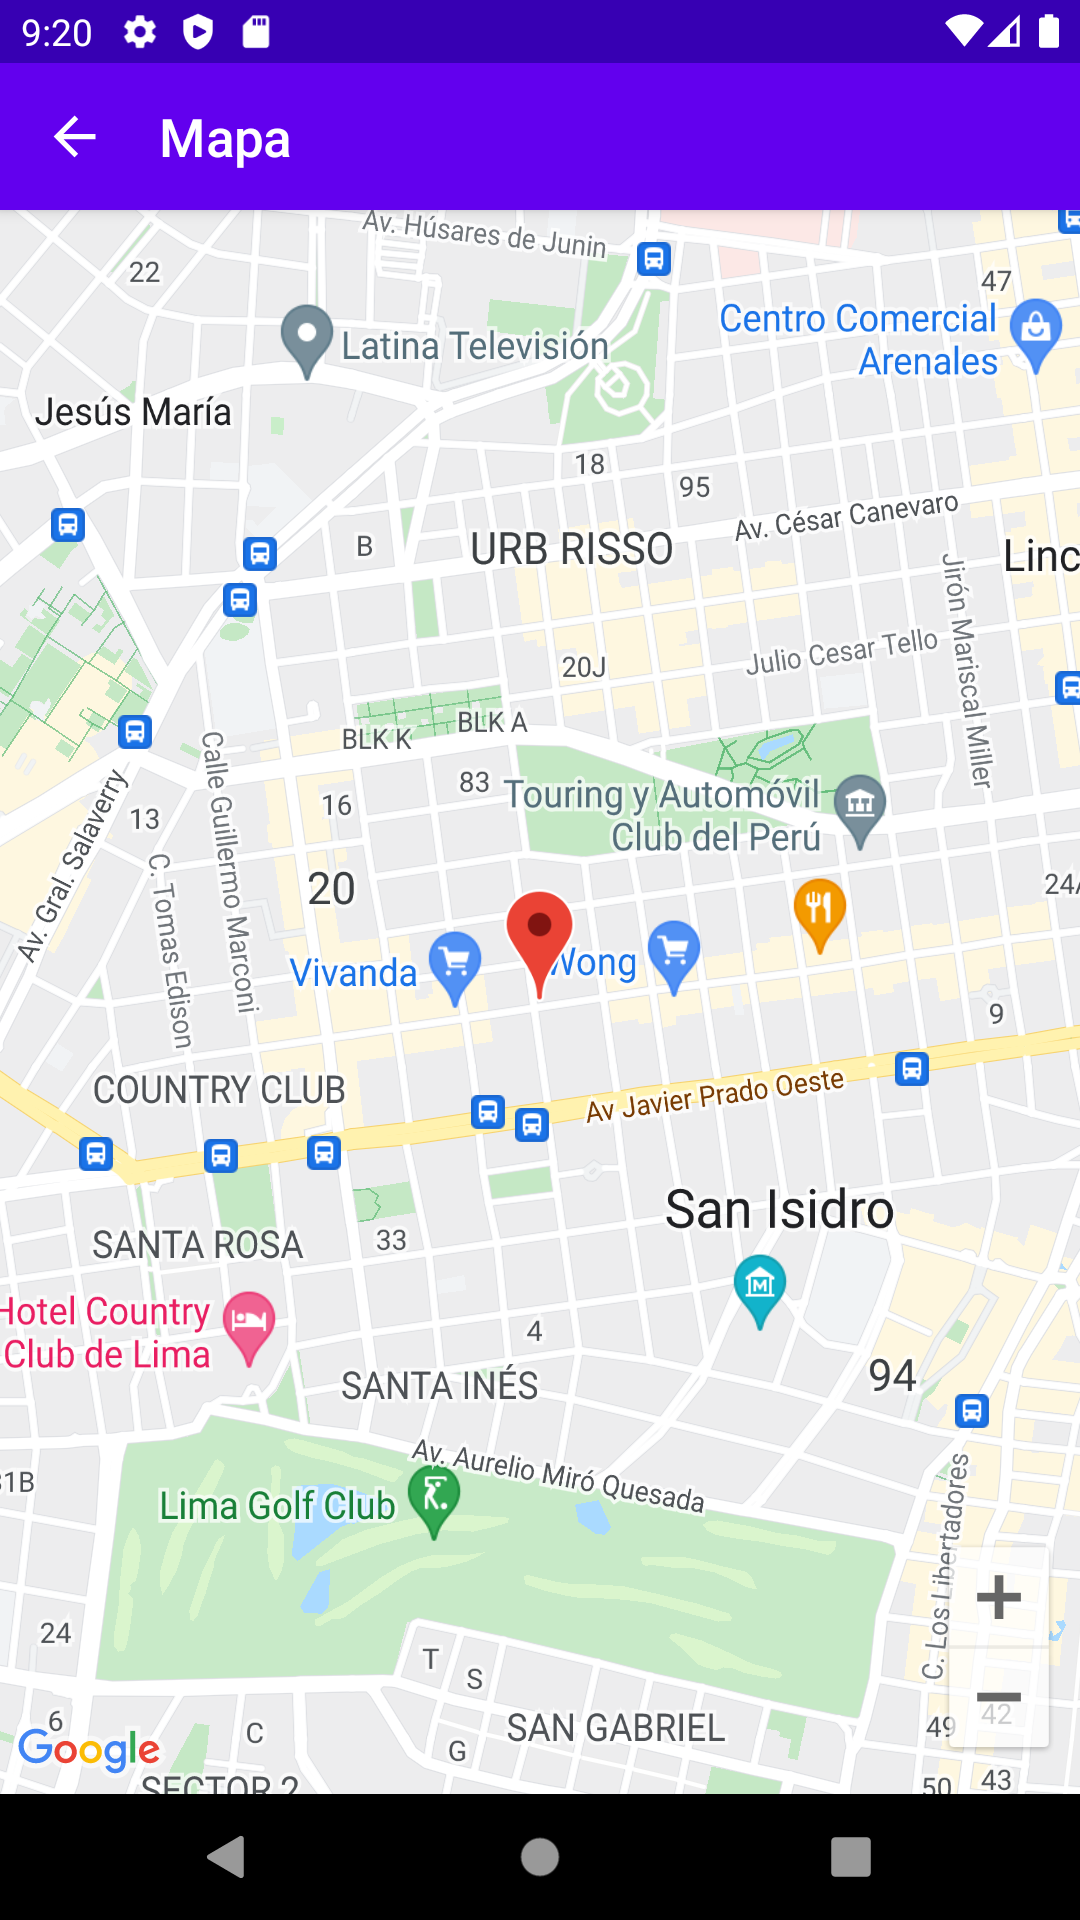 9:20
Mapa
Av. Húsares de Junin
22
47
Centro Comercial
Arenales
Latina Televisión
Jesús María
18
95
Av. César Canevaro
B
URB RISSO
Linc
Jirón Mariscal Miller
Julio Cesar Tello
20J
BLK A
BLK K
Calle Guillermo Marconi
83
Touring y Automóvil
Club del Perú
16
13
Av. Gral. Salaverry
C. Tomas Edison
20
24A
Vivanda
Wong
9
COUNTRY CLUB
Av Javier Prado Oeste
San Isidro
SANTA ROSA
33
Hotel Country
Club de Lima
4
SANTA INÉS
94
Av. Aurelio Miró Quesada
31B
Lima Golf Club
C. Los Libertadores
24
T
S
6
C
SAN GABRIEL
49
42
Google
G
SECTOR 2
50
43